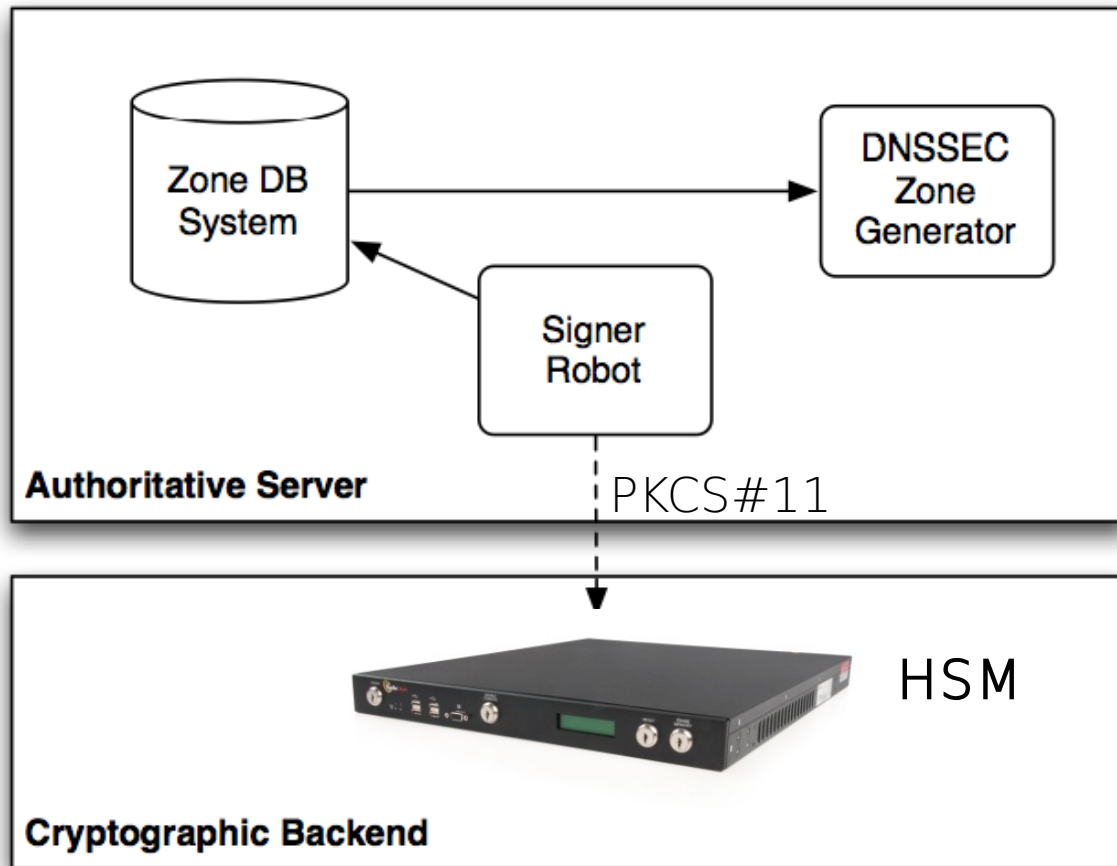 Zone DB
System
DNSSEC
Zone
Generator
Signer
Robot
Authoritative Server
PKCS#11
HSM
Cryptographic Backend